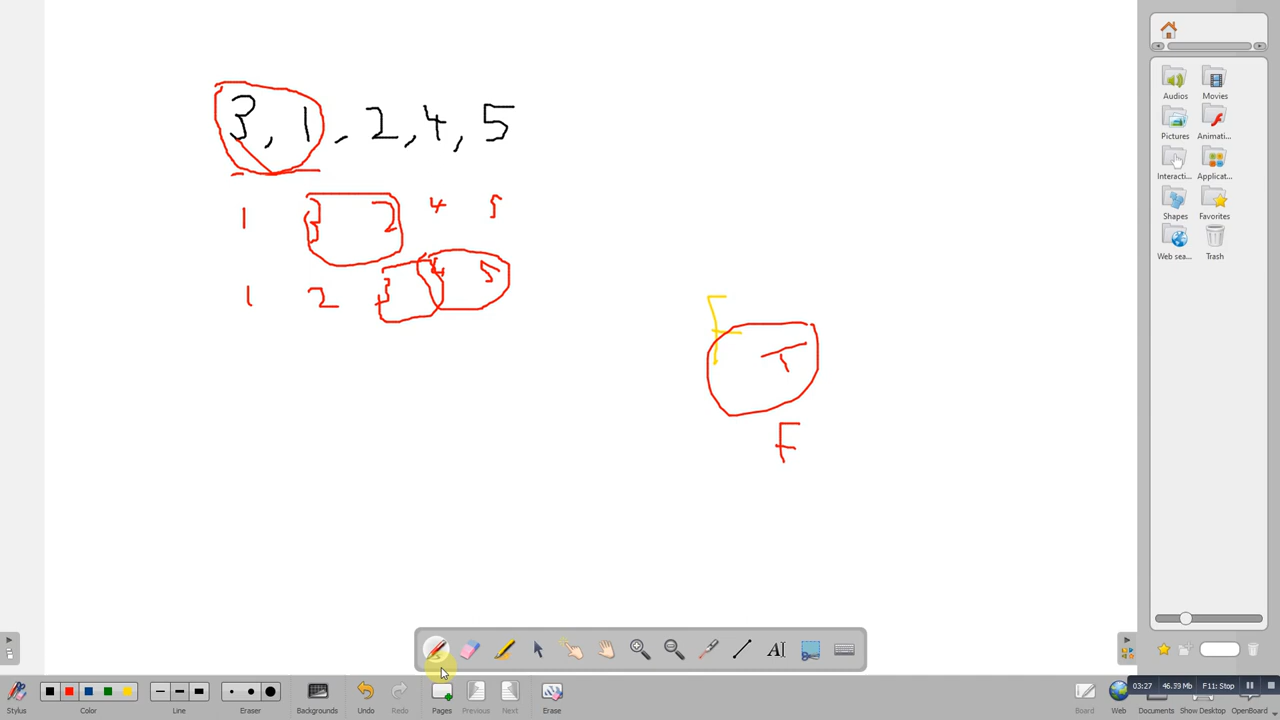 3, 1, 2, 4, 5
1 3 2 4 5
1 2 3 4 5
F
T
F
Audios Movies
Pictures Animati...
Interacti... Applicat...
Shapes Favorites
Web sea... Trash
Stylus Color Line Eraser Backgrounds Undo Redo Pages Previous Next Erase Board Web Documents Show Desktop OpenBoard
03:27 46.59 Mb F11: Stop